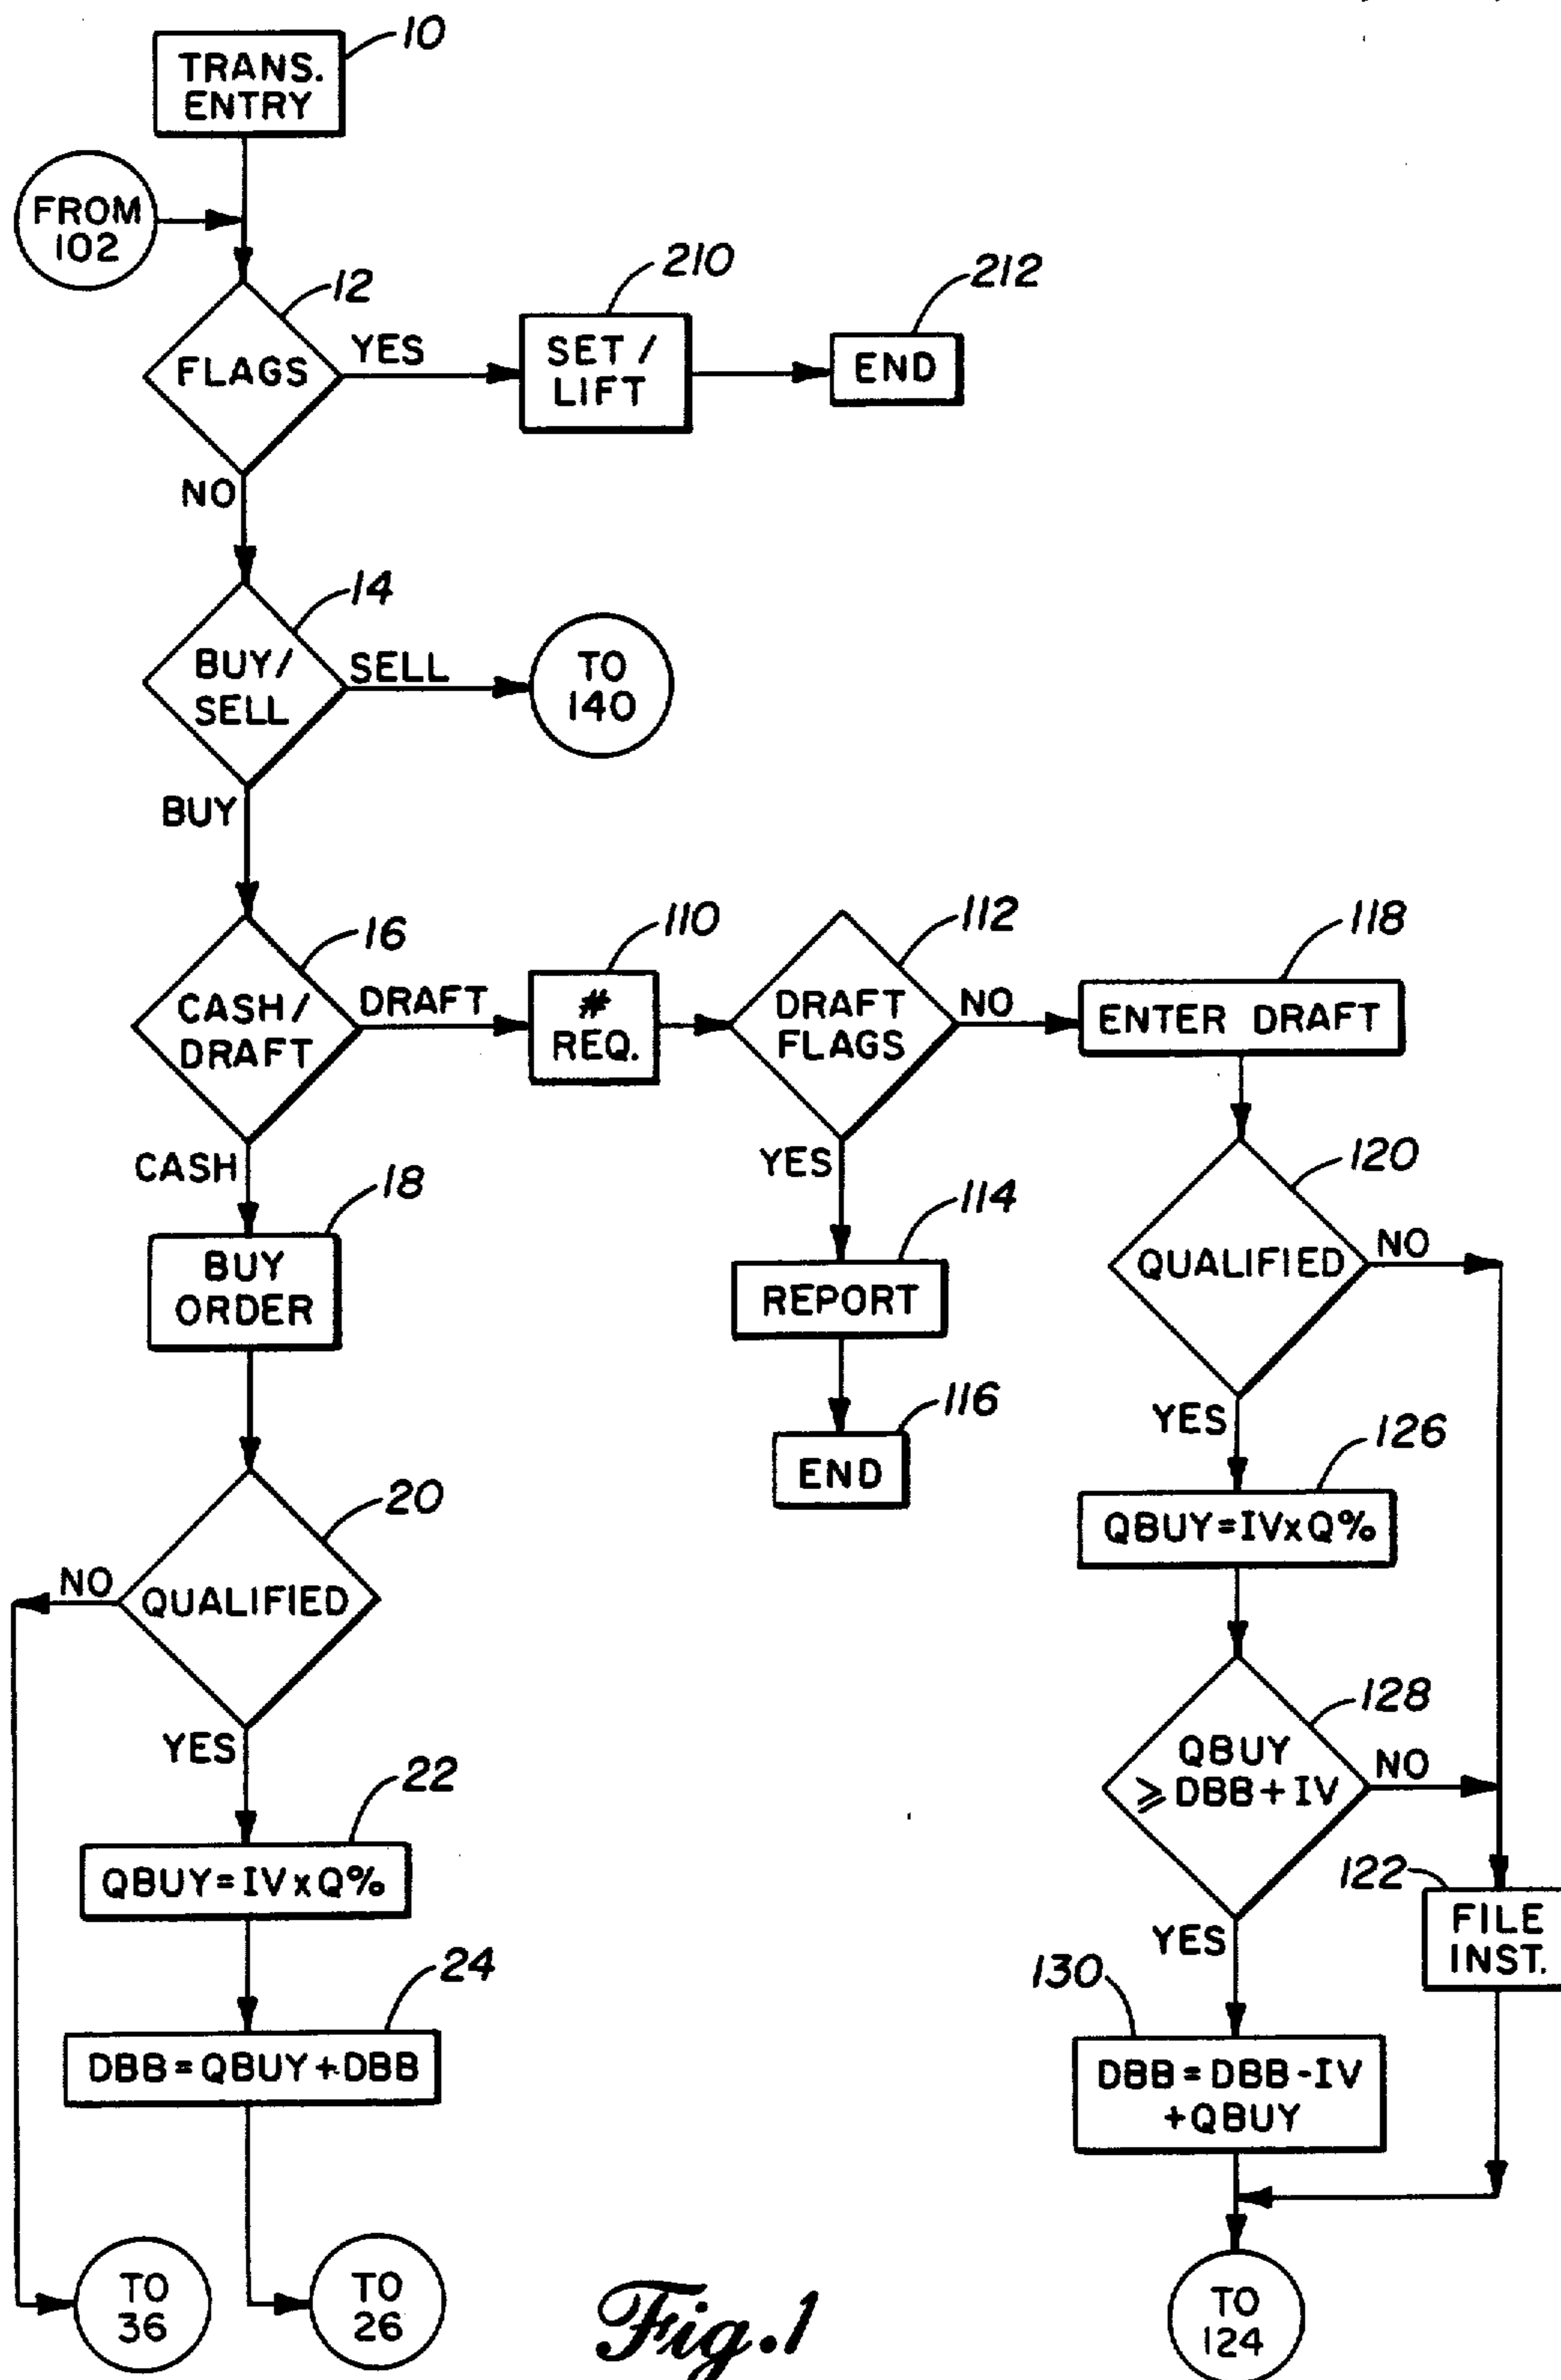 10
TRANS.
ENTRY
FROM
102
12
FLAGS
YES
210
SET /
LIFT
212
END
NO
14
BUY/
SELL
SELL
TO
140
BUY
16
CASH/
DRAFT
DRAFT
110
#
REQ.
112
DRAFT
FLAGS
NO
118
ENTER DRAFT
CASH
18
BUY
ORDER
YES
114
REPORT
116
END
120
QUALIFIED
NO
YES
126
QBUY=IVxQ%
20
QUALIFIED
NO
YES
22
QBUY=IVxQ%
24
DBB=QBUY+DBB
128
QBUY
≥DBB+IV
NO
122
FILE
INST.
YES
130
DBB=DBB-IV
+QBUY
TO
36
TO
26
TO
124
Fig.1